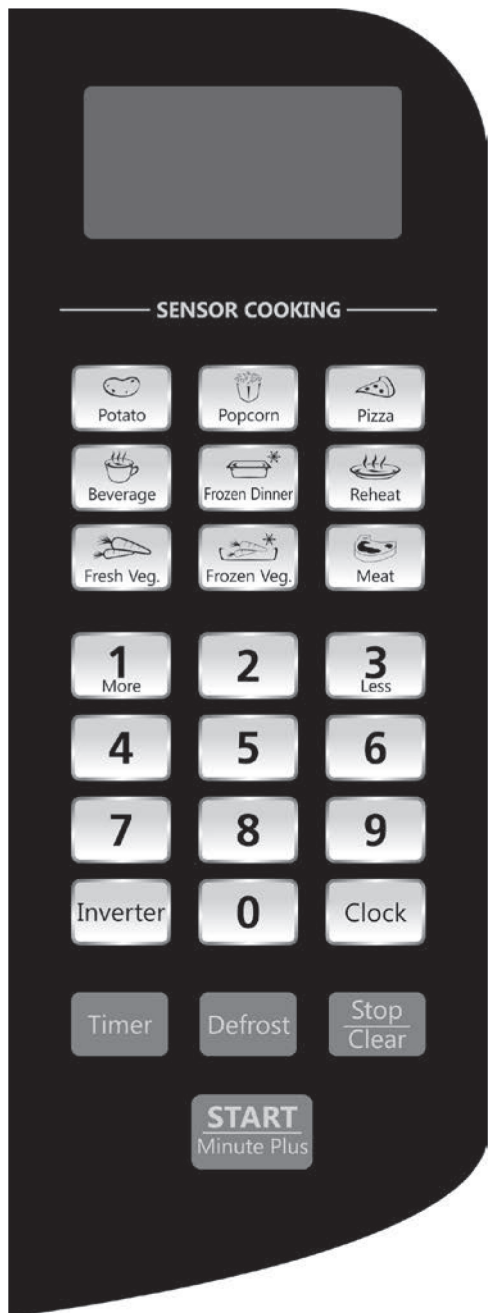 SENSOR COOKING
Potato Popcorn Pizza
Beverage Frozen Dinner Reheat
Fresh Veg. Frozen Veg. Meat
1 2 3
More Less
4 5 6
7 8 9
Inverter 0 Clock
Timer Defrost Stop
Clear
START
Minute Plus